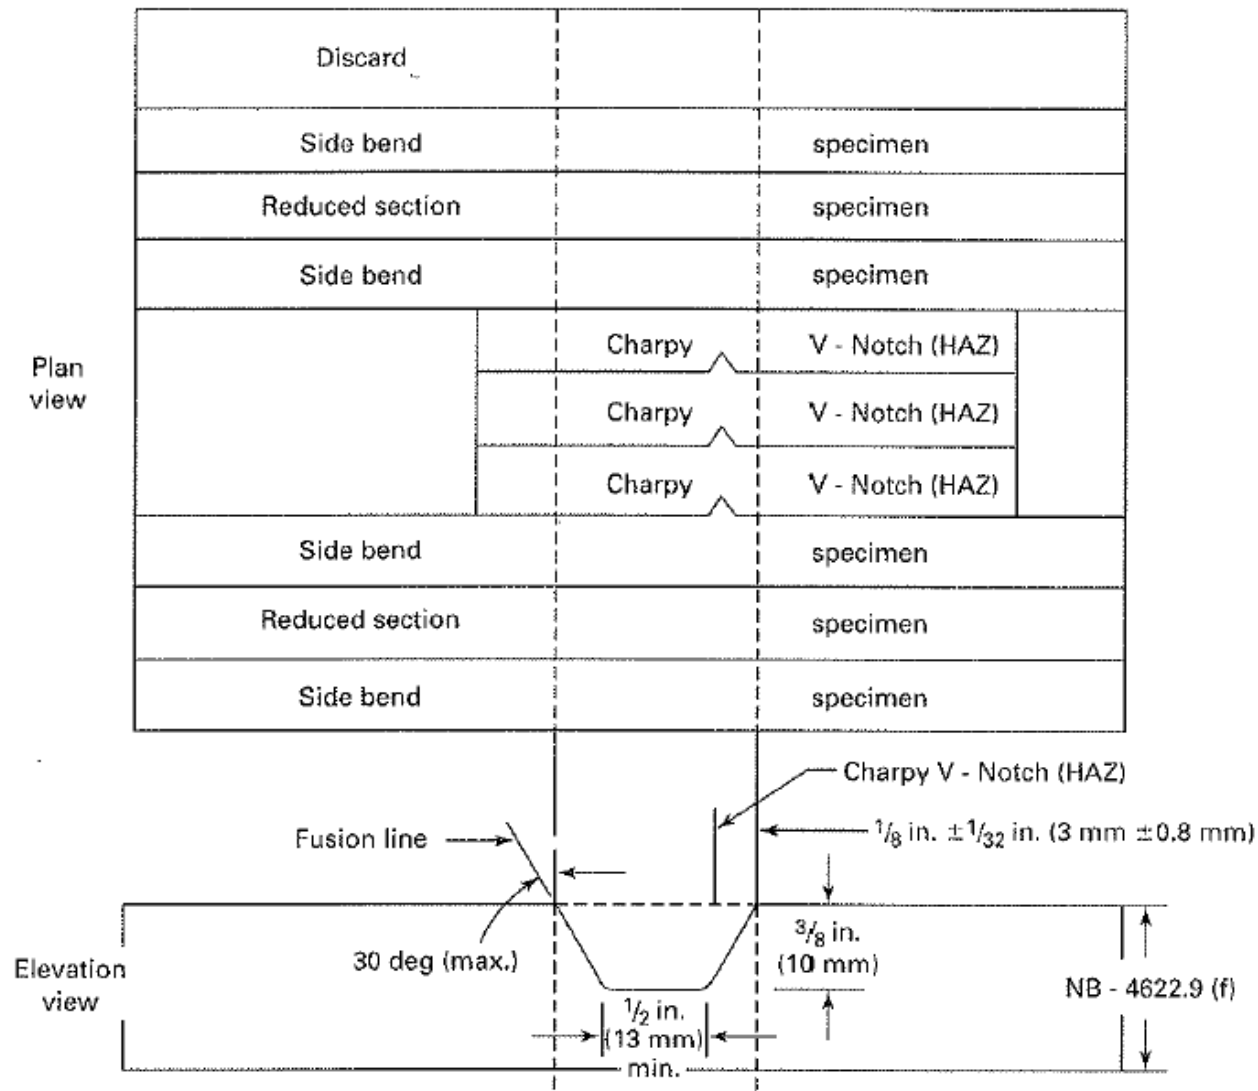 Discard
Side bend specimen
Reduced section specimen
Side bend specimen
Plan
view
Charpy V - Notch (HAZ)
Charpy V - Notch (HAZ)
Charpy V - Notch (HAZ)
Side bend specimen
Reduced section specimen
Side bend specimen
Charpy V - Notch (HAZ)
Fusion line
1/8 in. ±1/32 in. (3 mm ±0.8 mm)
30 deg (max.)
3/8 in.
(10 mm)
Elevation
view
NB - 4622.9 (f)
1/2 in.
(13 mm)
min.